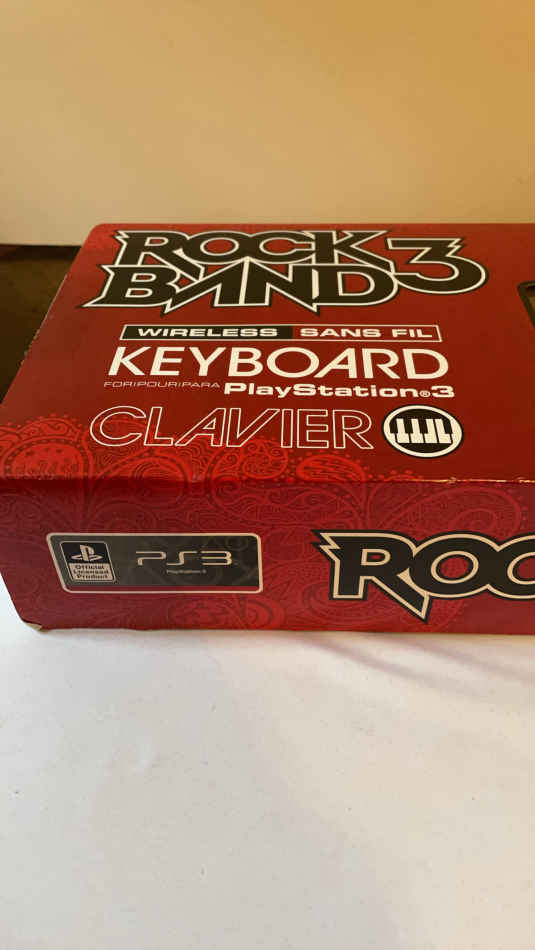 ROCK
BAND 3
WIRELESS SANS FIL
KEYBOARD
FOR|POUR|PARA PlayStation®3
CLAVIER
Official
Licensed
Product
PS3
PlayStation 3
ROC